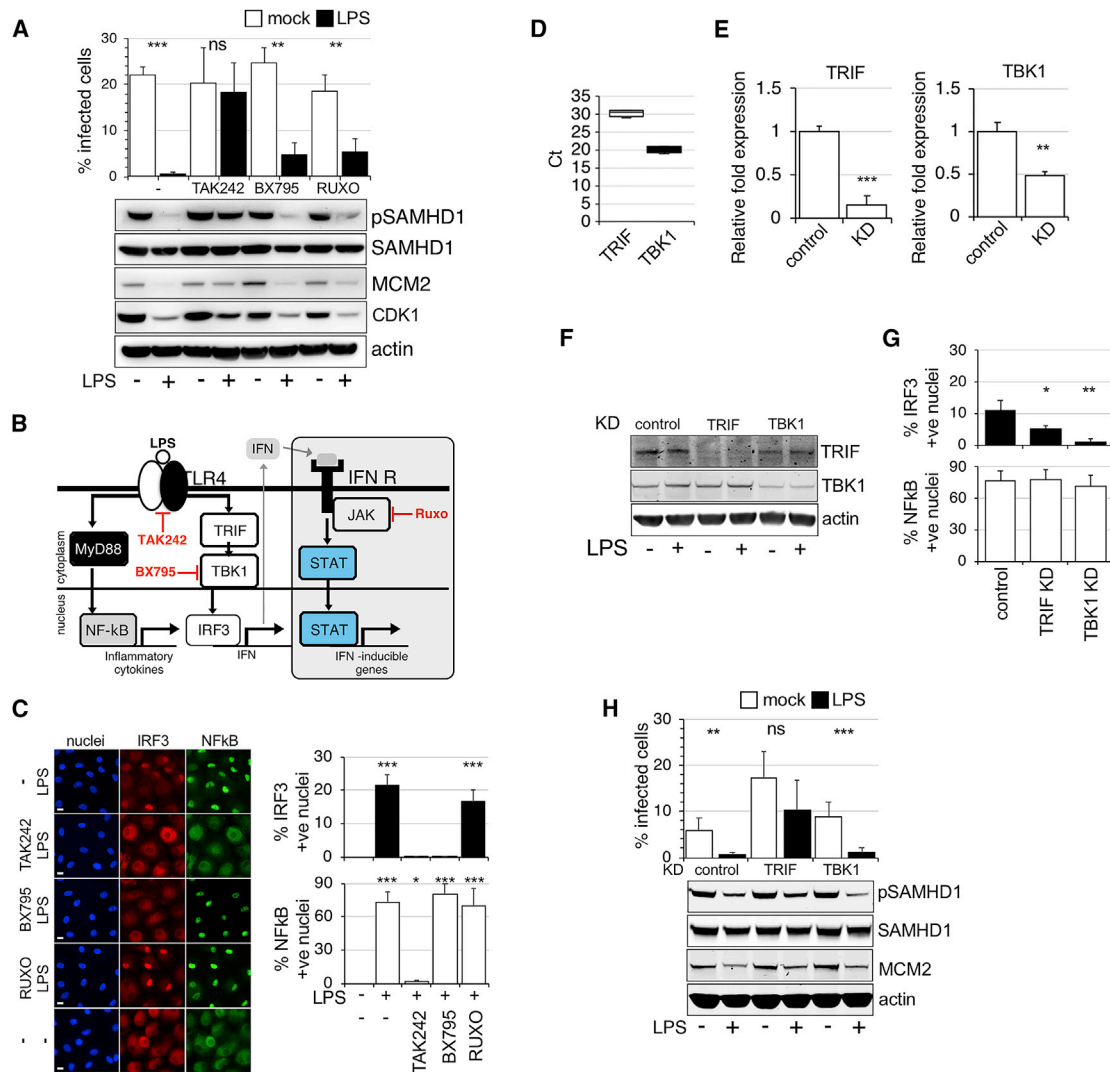 A
mock LPS
*** ns ** **
% infected cells
30
20
10
0
- TAK242 BX795 RUXO
pSAMHD1
SAMHD1
MCM2
CDK1
actin
LPS - + - + - + - +
B
LPS
TLR4
IFN
IFN R
JAK
Ruxo
TAK242
TRIF
MyD88
BX795
TBK1
STAT
cytoplasm
nucleus
NF-kB
IRF3
STAT
Inflammatory
cytokines
IFN
IFN -inducible
genes
C
nuclei IRF3 NFkB
- LPS
TAK242 LPS
BX795 LPS
RUXO LPS
- -
% IRF3
+ve nuclei
30
20
10
0
*** ***
% NFkB
+ve nuclei
90
60
30
0
*** * *** ***
LPS - + + + +
- - TAK242 BX795 RUXO
D
Ct
35
30
25
20
15
10
5
0
TRIF TBK1
E
TRIF
Relative fold expression
1.5
1
0.5
0
***
control KD
TBK1
Relative fold expression
1.5
1
0.5
0
**
control KD
F
KD control TRIF TBK1
TRIF
TBK1
actin
LPS - + - + - +
G
% IRF3
+ve nuclei
30
20
10
0
* **
% NFkB
+ve nuclei
90
60
30
0
control TRIF KD TBK1 KD
H
mock LPS
** ns ***
% infected cells
30
20
10
0
KD control TRIF TBK1
pSAMHD1
SAMHD1
MCM2
actin
LPS - + - + - +